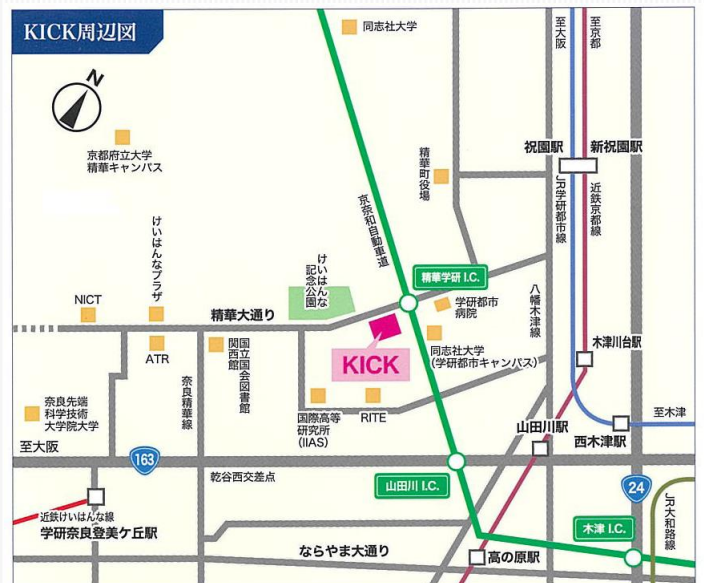 KICK周辺図
N
同志社大学
至大阪
至京都
京都府立大学
精華キャンパス
精華町役場
祝園駅
新祝園駅
JR学研都市線
近鉄京都線
京奈和自動車道
けいはんなプラザ
けいはんな
記念公園
精華学研 I.C.
NICT
精華大通り
学研都市
病院
八幡木津線
ATR
国立国会図書館
関西館
KICK
同志社大学
(学研都市キャンパス)
木津川台駅
奈良先端
科学技術
大学院大学
奈良精華線
国際高等
研究所
(IIAS)
RITE
山田川駅
西木津駅
至木津
至大阪
163
乾谷西交差点
山田川 I.C.
24
近鉄けいはんな線
学研奈良登美ケ丘駅
ならやま大通り
高の原駅
木津 I.C.
JR大和路線